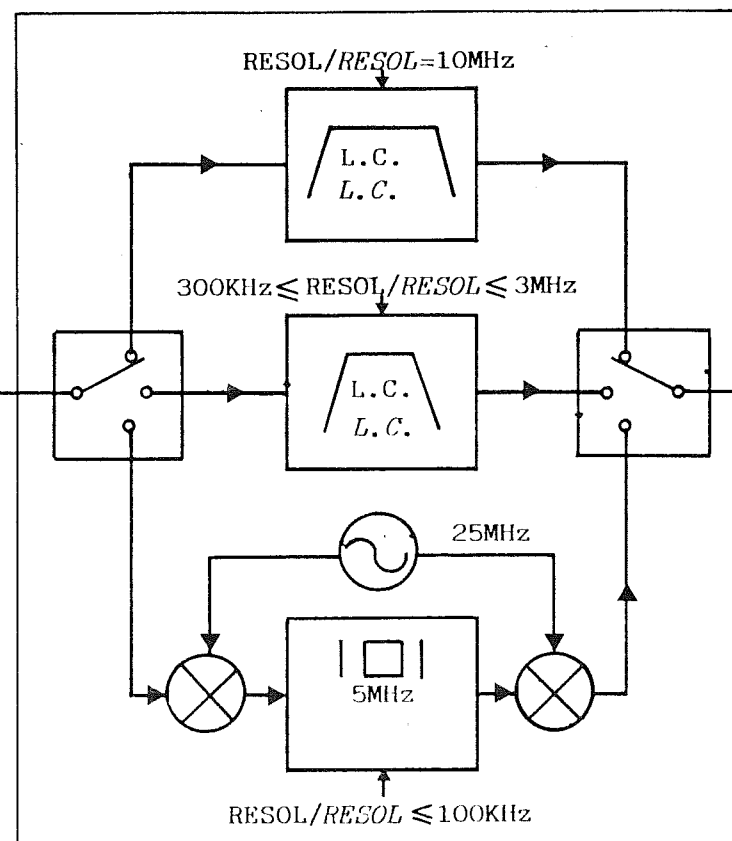 RESOL/RESOL=10MHz
L.C.
L.C.
300KHz≤ RESOL/RESOL ≤ 3MHz
L.C.
L.C.
25MHz
5MHz
RESOL/RESOL ≤100KHz